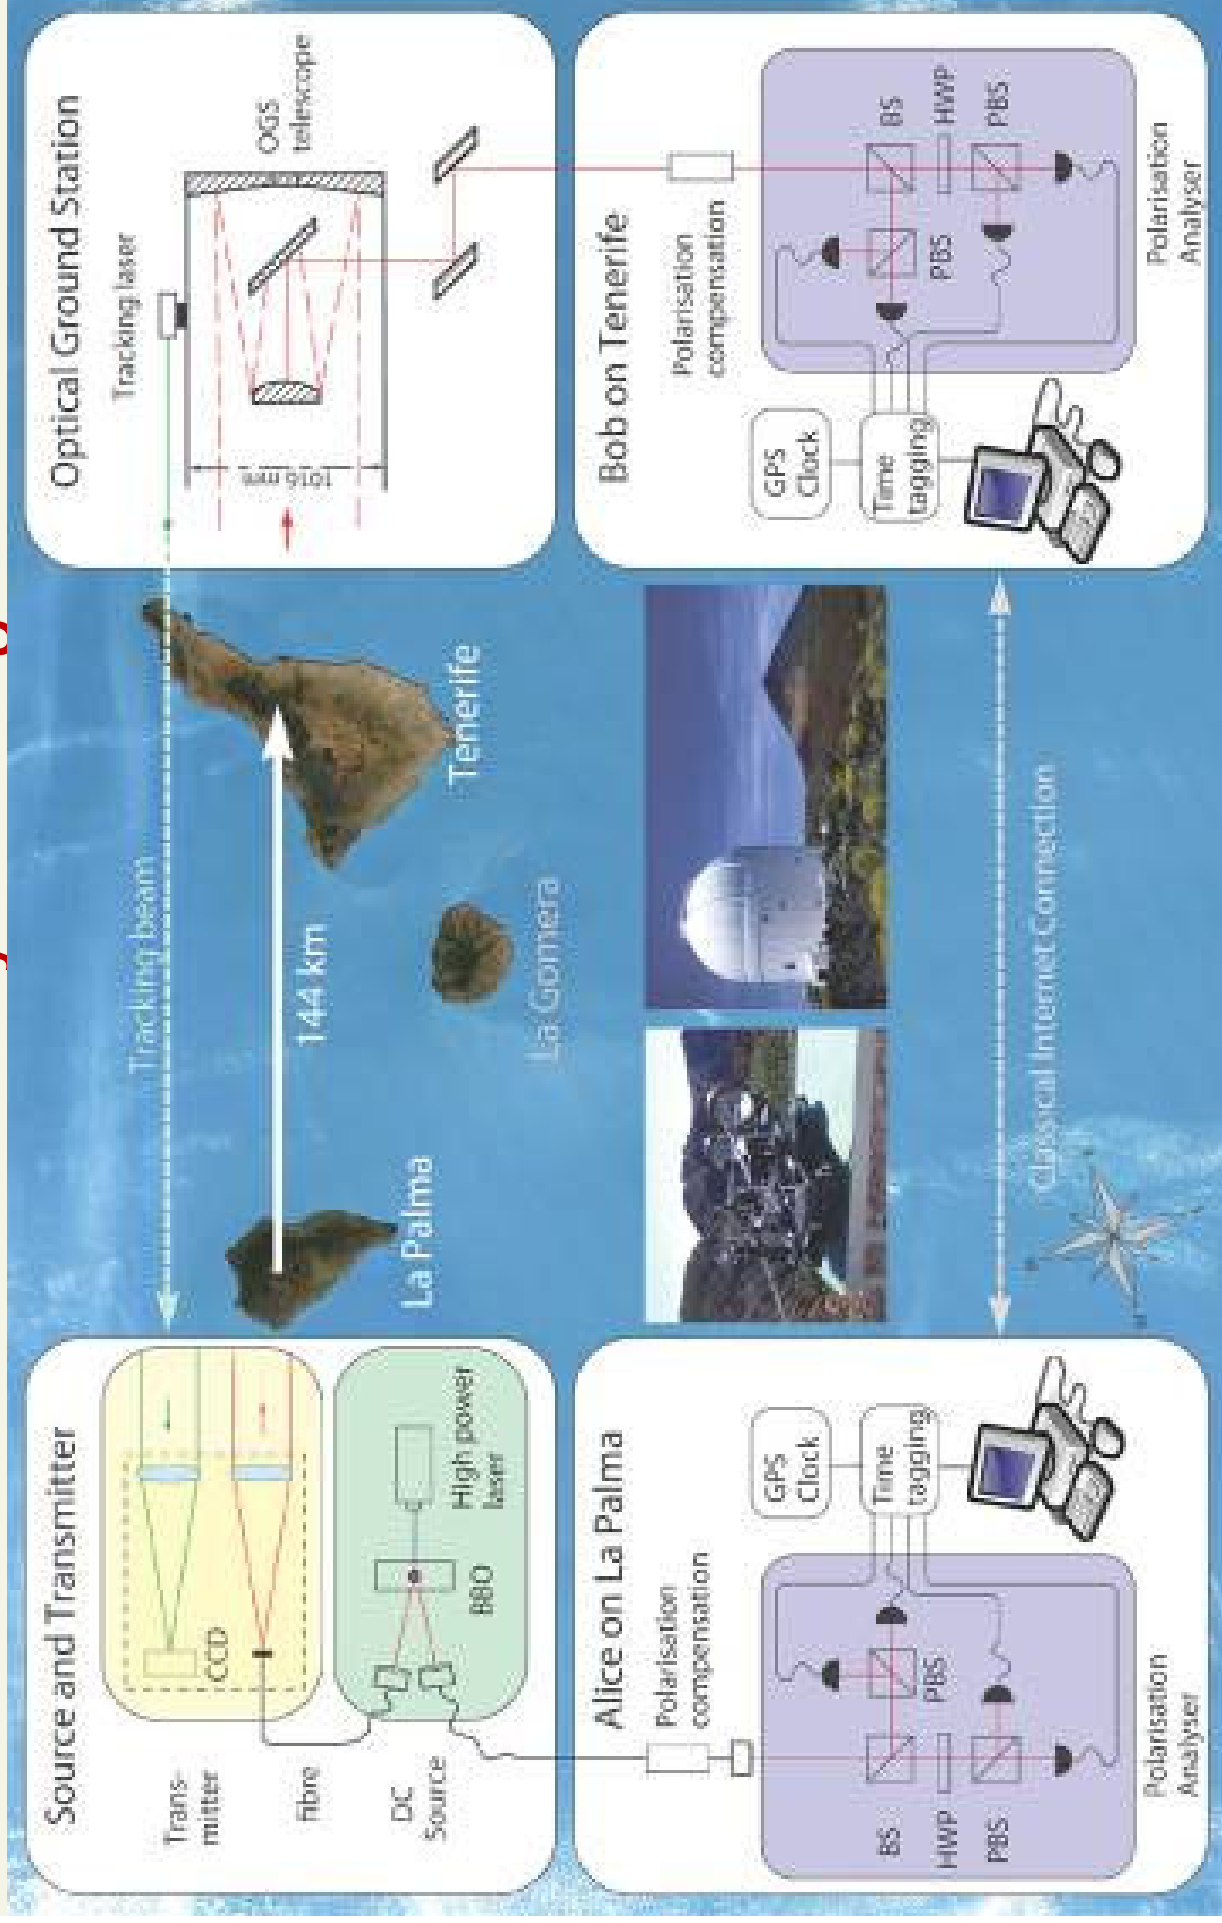 Source and Transmitter
Trans-
mitter
CCD
fibre
DC
Source
BBO
High power
laser
Tracking beam
144 km
La Palma
La Gomera
Tenerife
Optical Ground Station
Tracking laser
1016 mm
OGS
telescope
Alice on La Palma
Polarisation
compensation
GPS
Clock
Time
tagging
PBS
BS
HWP
PBS
Polarisation
Analyser
Classical Internet Connection
Bob on Tenerife
Polarisation
compensation
GPS
Clock
Time
tagging
PBS
BS
HWP
PBS
Polarisation
Analyser